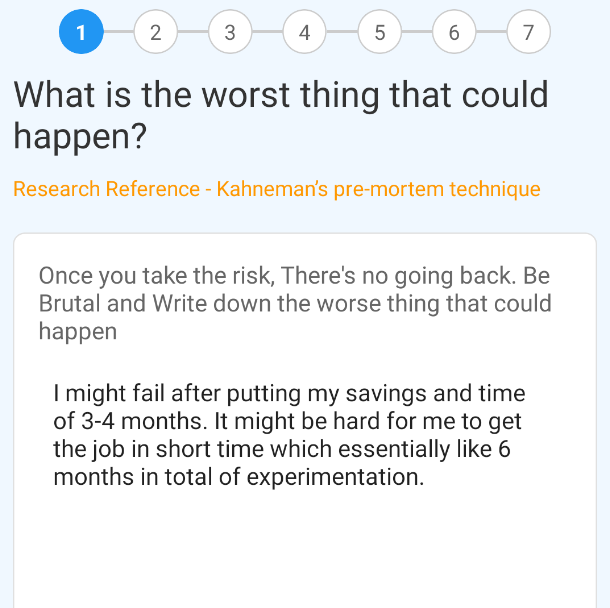 1 2 3 4 5 6 7
What is the worst thing that could
happen?
Research Reference - Kahneman's pre-mortem technique
Once you take the risk, There's no going back. Be
Brutal and Write down the worse thing that could
happen
I might fail after putting my savings and time
of 3-4 months. It might be hard for me to get
the job in short time which essentially like 6
months in total of experimentation.